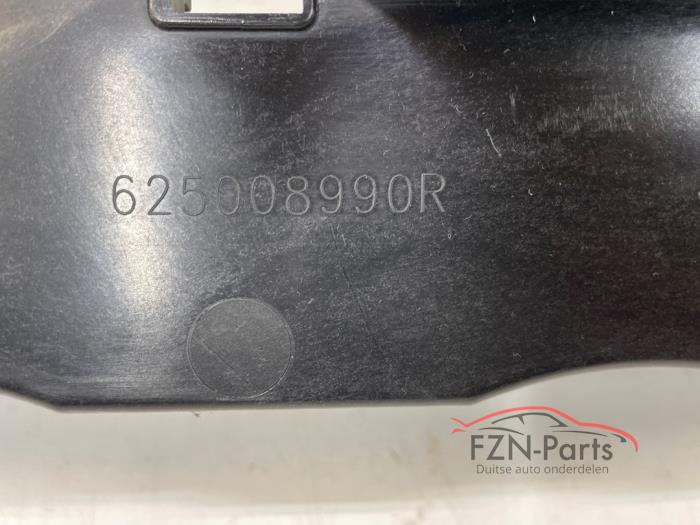 625008990R
FZN-Parts
Duitse auto onderdelen